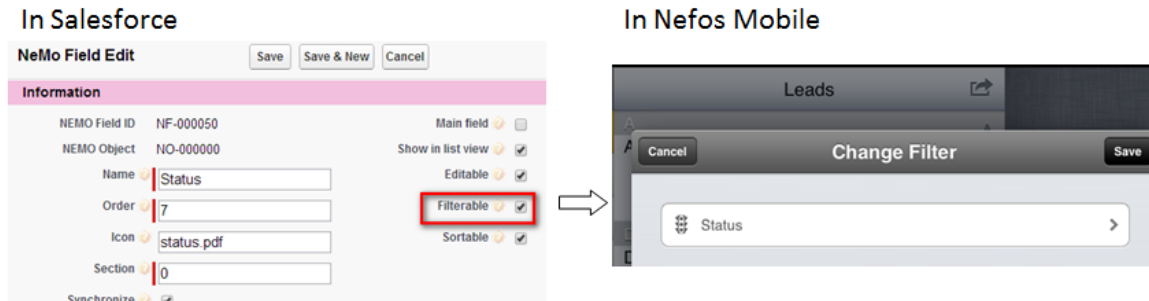 In Salesforce
NeMo Field Edit Save Save & New Cancel
Information
NEMO Field ID NF-000050 Main field
NEMO Object NO-000000 Show in list view
Name Status Editable
Order 7 Filterable
Icon status.pdf Sortable
Section 0
Synchronize
In Nefos Mobile
Leads
A
Cancel Change Filter Save
Status